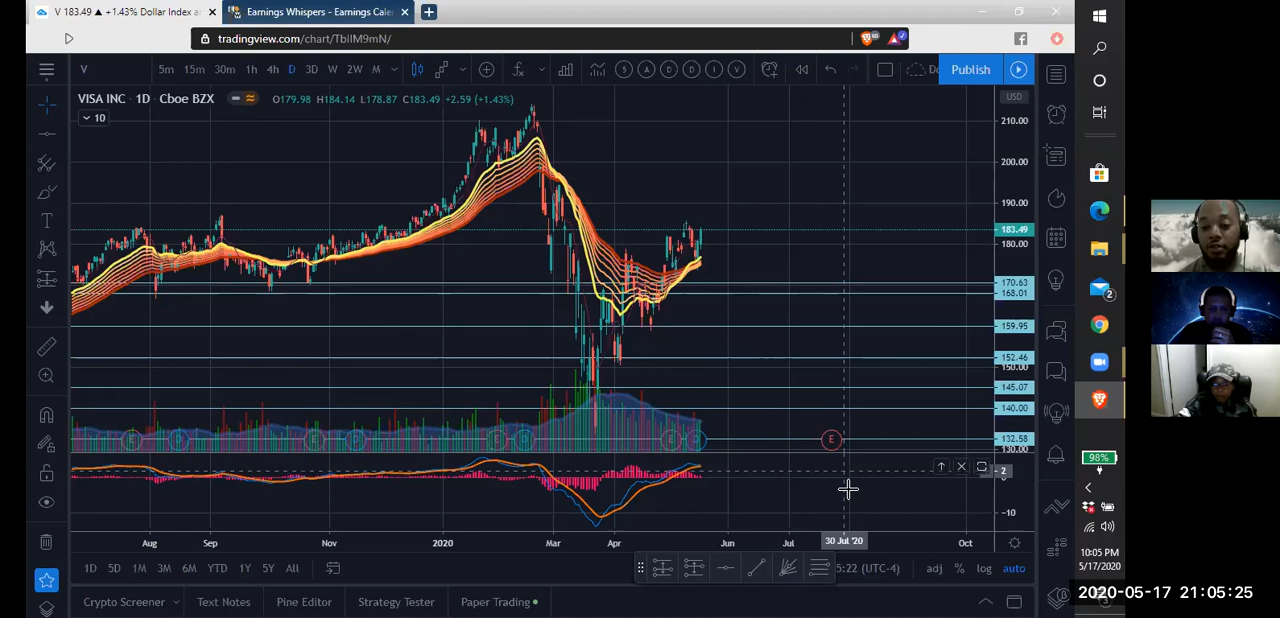 V 183.49 ▲ +1.43% Dollar Index a
Earnings Whispers - Earnings Cale
tradingview.com/chart/TbIIM9mN/
V 5m 15m 30m 1h 4h D 3D W 2W M
S A D D I V
Publish
VISA INC • 1D • Cboe BZX
O179.98 H184.14 L178.87 C183.49 +2.59 (+1.43%)
10
USD
210.00
200.00
190.00
183.49
180.00
170.63
168.01
159.95
152.46
150.00
145.07
140.00
132.58
130.00
E D E D E D E D E
2
0
−10
Aug Sep Nov 2020 Mar Apr Jun Jul 30 Jul '20 Oct
1D 5D 1M 3M 6M YTD 1Y 5Y All
5:22 (UTC-4) adj % log auto
Crypto Screener Text Notes Pine Editor Strategy Tester Paper Trading
2
98%
10:05 PM
5/17/2020
2020-05-17 21:05:25